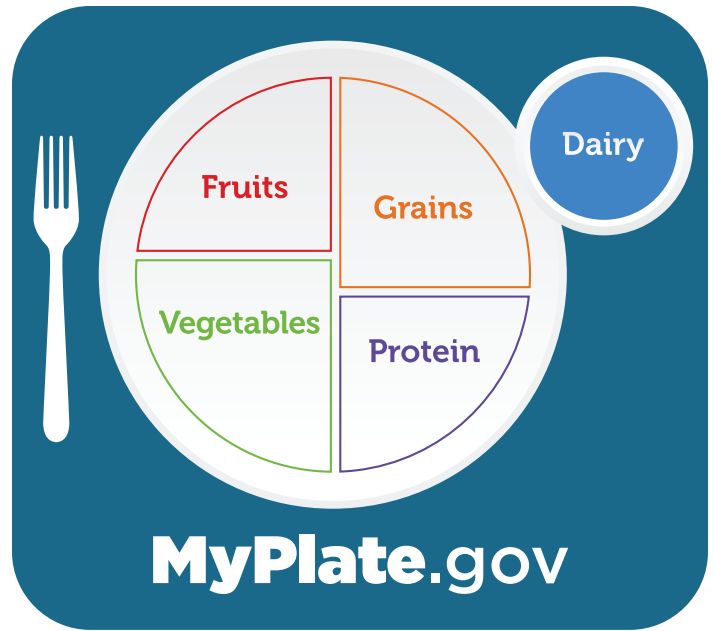 Fruits
Grains
Dairy
Vegetables
Protein
MyPlate.gov